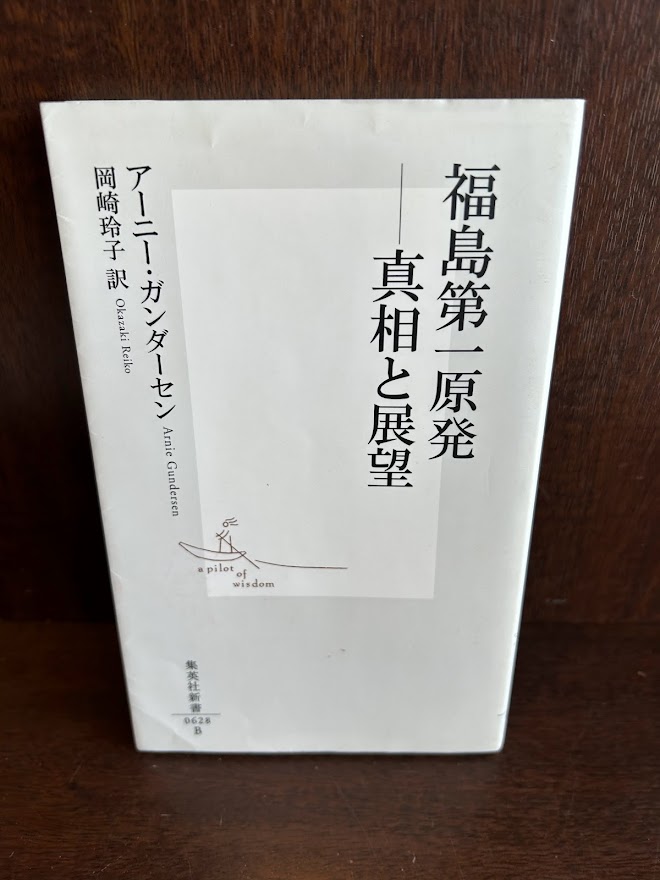 福島第一原発
──真相と展望
アーニー・ガンダーセン Arnie Gundersen
岡崎玲子 訳 Okazaki Reiko
a pilot
of
wisdom
集英社新書
0628
B